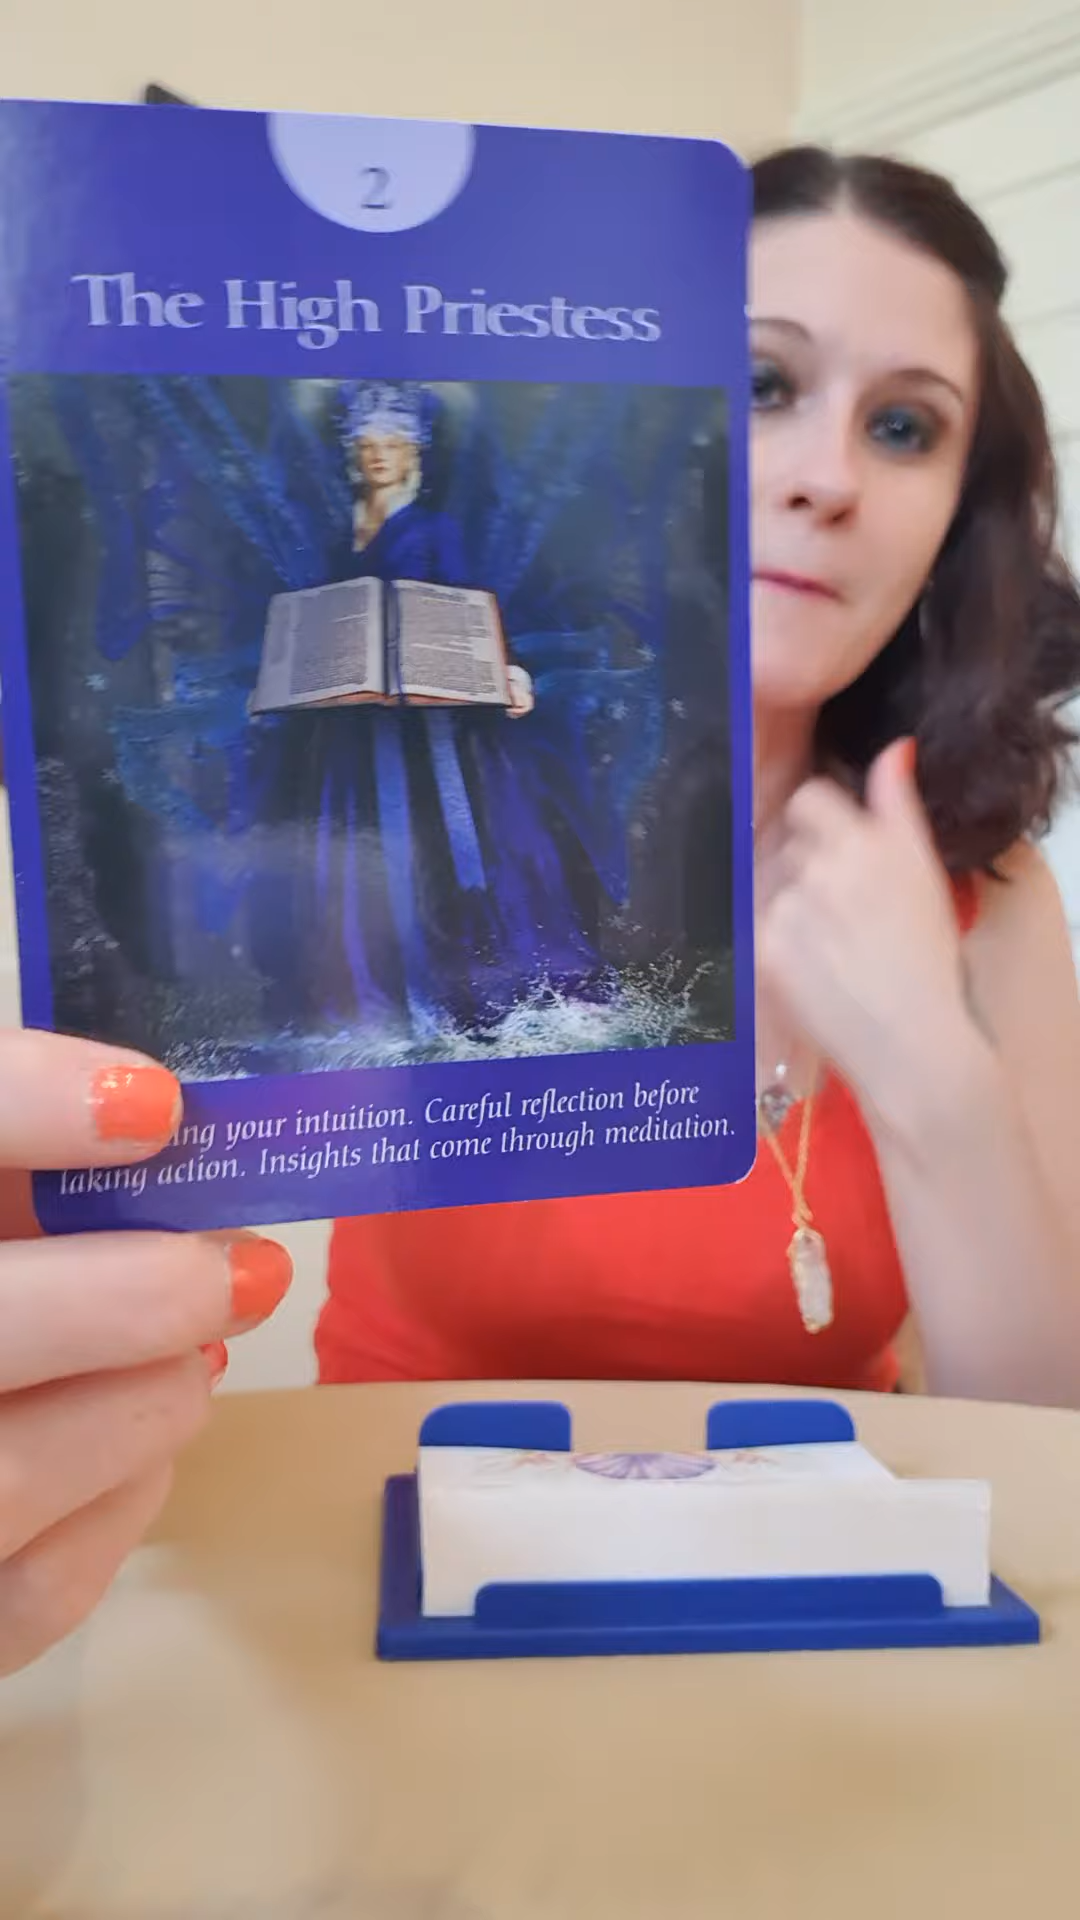 2
The High Priestess
ing your intuition. Careful reflection before
taking action. Insights that come through meditation.